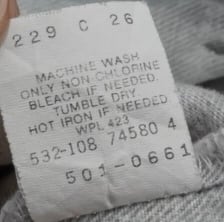 229 C 26
MACHINE WASH
ONLY NON-CHLORINE
BLEACH IF NEEDED.
TUMBLE DRY
HOT IRON IF NEEDED
WPL 423
532-108 74580 4
501-0661